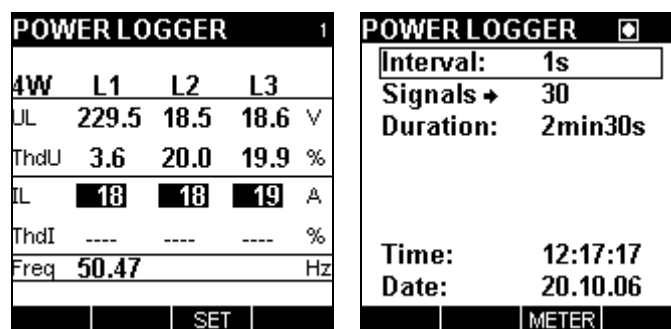 POWER LOGGER 1
4W L1 L2 L3
UL 229.5 18.5 18.6 V
ThdU 3.6 20.0 19.9 %
IL 18 18 19 A
ThdI ---- ---- ---- %
Freq 50.47 Hz
SET
POWER LOGGER
Interval: 1s
Signals → 30
Duration: 2min30s
Time: 12:17:17
Date: 20.10.06
METER